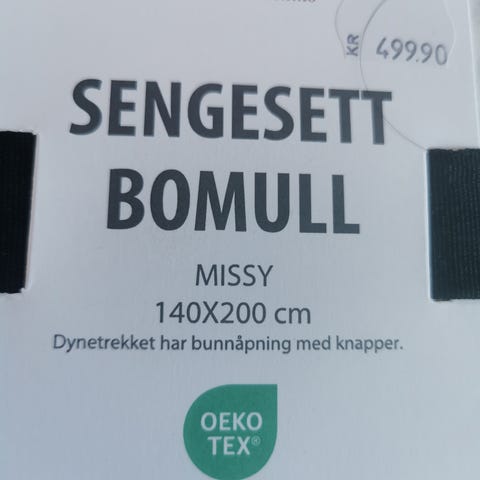 KR 499.90
SENGESETT
BOMULL
MISSY
140X200 cm
Dynetrekket har bunnåpning med knapper.
OEKO
TEX®